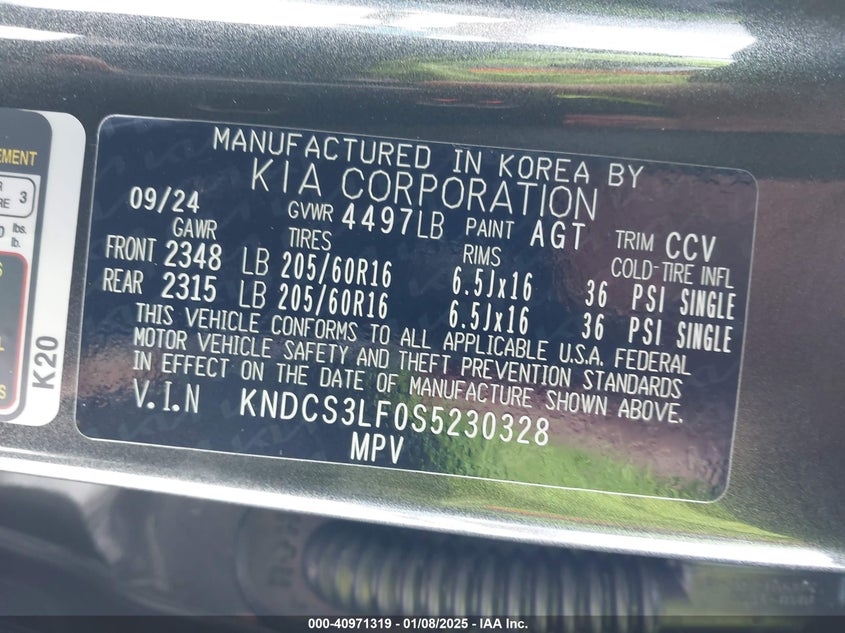 EMENT
3
lbs.
K20
MANUFACTURED IN KOREA BY
KIA CORPORATION
09/24 GVWR 4497LB PAINT AGT TRIM CCV
GAWR TIRES RIMS COLD-TIRE INFL
FRONT 2348 LB 205/60R16 6.5Jx16 36 PSI SINGLE
REAR 2315 LB 205/60R16 6.5Jx16 36 PSI SINGLE
THIS VEHICLE CONFORMS TO ALL APPLICABLE U.S.A. FEDERAL
MOTOR VEHICLE SAFETY AND THEFT PREVENTION STANDARDS
IN EFFECT ON THE DATE OF MANUFACTURE SHOWN ABOVE.
V.I.N KNDCS3LF0S5230328
MPV
000-40971319 - 01/08/2025 - IAA Inc.